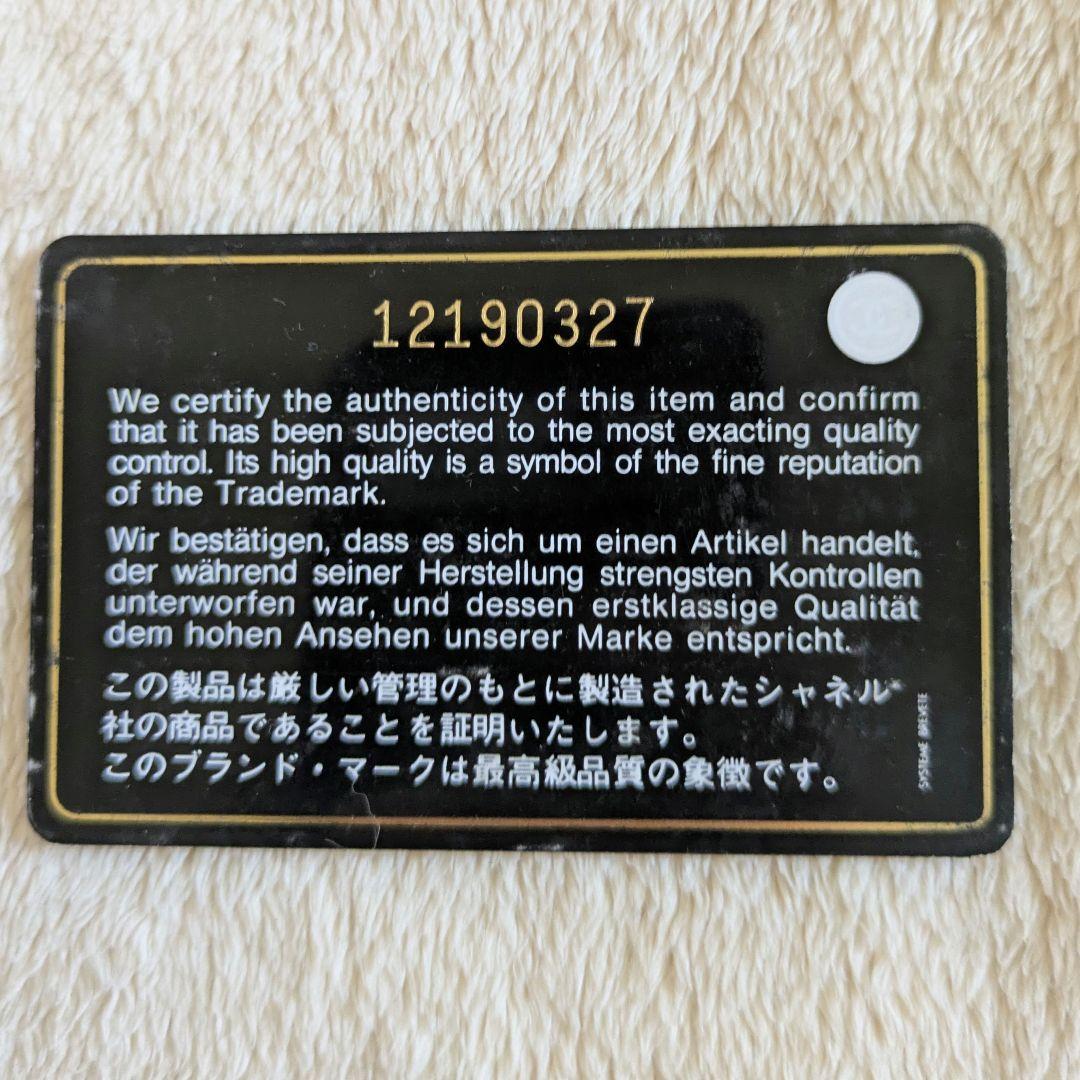 12190327
We certify the authenticity of this item and confirm
that it has been subjected to the most exacting quality
control. Its high quality is a symbol of the fine reputation
of the Trademark.
Wir bestätigen, dass es sich um einen Artikel handelt,
der während seiner Herstellung strengsten Kontrollen
unterworfen war, und dessen erstklassige Qualität
dem hohen Ansehen unserer Marke entspricht.
この製品は厳しい管理のもとに製造されたシャネル
社の商品であることを証明いたします。
このブランド・マークは最高級品質の象徴です。
SYSTEME BREVETE